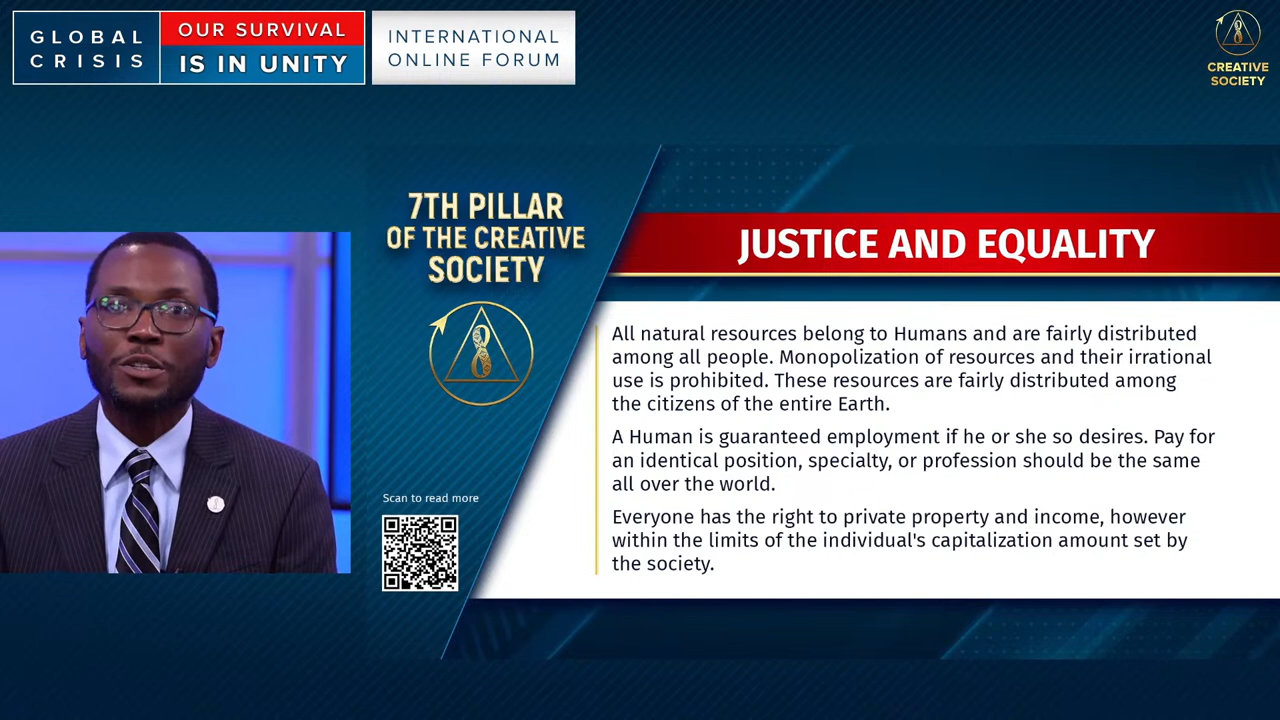 GLOBAL
CRISIS
OUR SURVIVAL
IS IN UNITY
INTERNATIONAL
ONLINE FORUM
CREATIVE
SOCIETY
7TH PILLAR
OF THE CREATIVE
SOCIETY
JUSTICE AND EQUALITY
All natural resources belong to Humans and are fairly distributed
among all people. Monopolization of resources and their irrational
use is prohibited. These resources are fairly distributed among
the citizens of the entire Earth.
A Human is guaranteed employment if he or she so desires. Pay for
an identical position, specialty, or profession should be the same
all over the world.
Everyone has the right to private property and income, however
within the limits of the individual's capitalization amount set by
the society.
Scan to read more